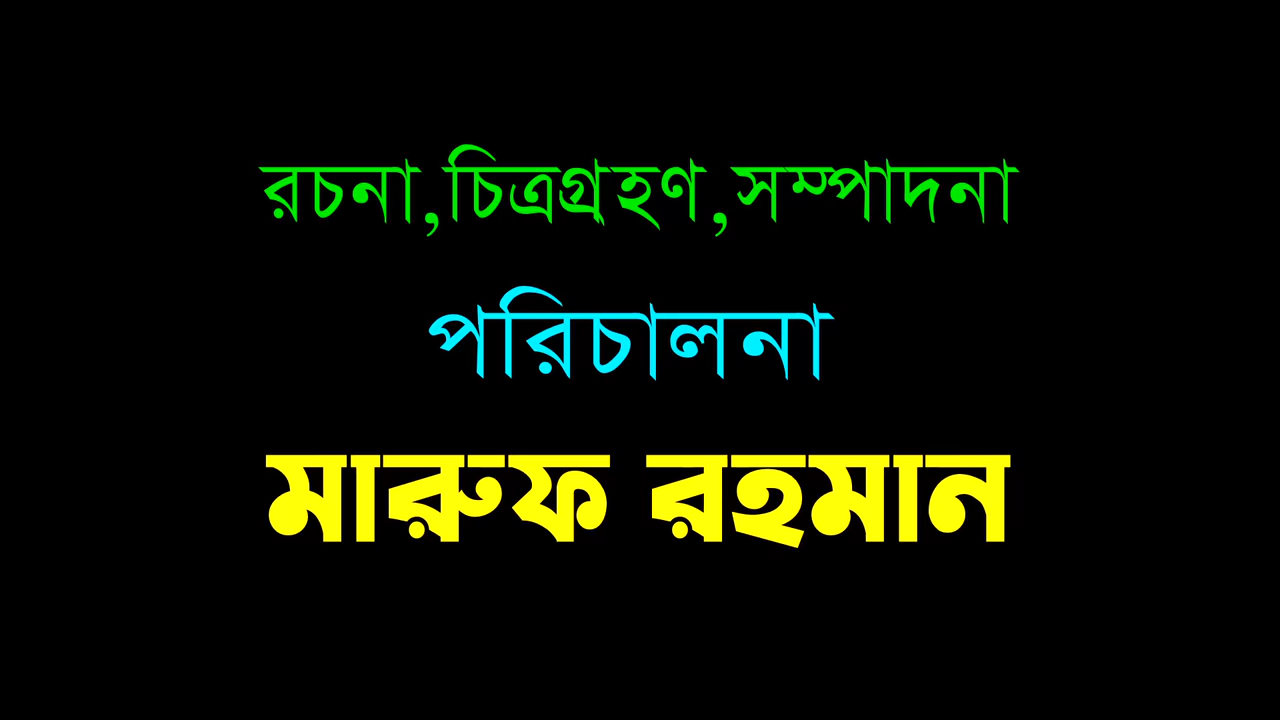 রচনা,চিত্রগ্রহণ,সম্পাদনা
পরিচালনা
মারুফ রহমান